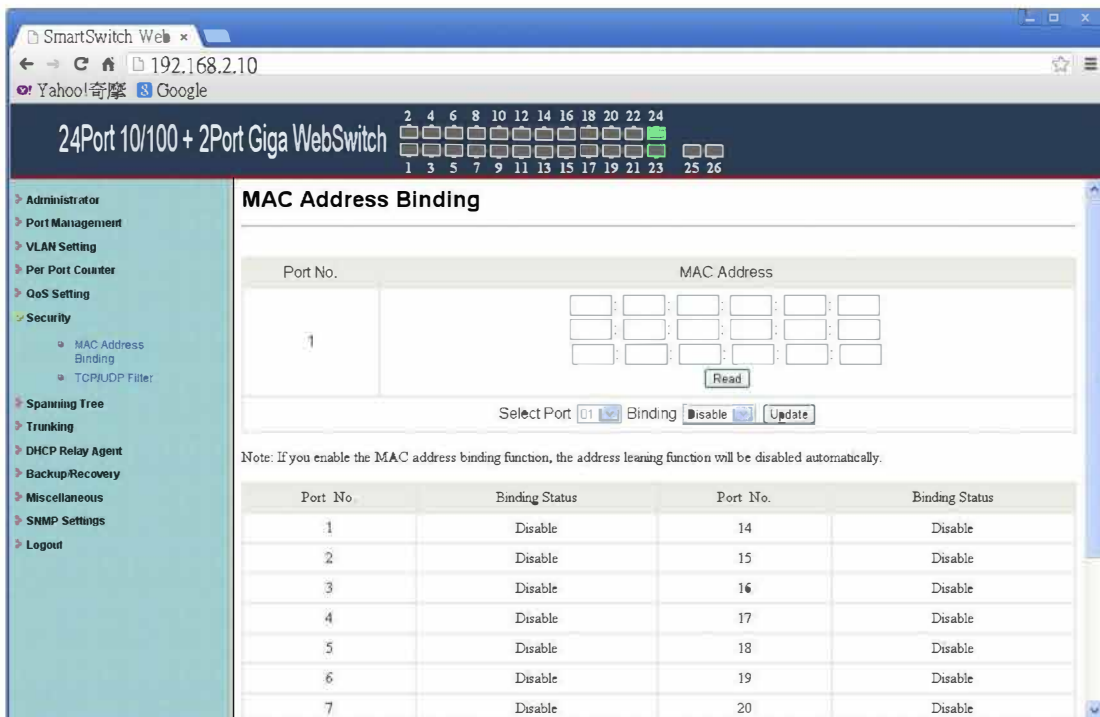 SmartSwitch Web ×
192.168.2.10
Yahoo!奇摩 Google
24Port 10/100 + 2Port Giga WebSwitch
2 4 6 8 10 12 14 16 18 20 22 24
1 3 5 7 9 11 13 15 17 19 21 23 25 26
Administrator
Port Management
VLAN Setting
Per Port Counter
QoS Setting
Security
MAC Address
Binding
TCP/UDP Filter
Spanning Tree
Trunking
DHCP Relay Agent
Backup/Recovery
Miscellaneous
SNMP Settings
Logout
MAC Address Binding
Port No. MAC Address
1
: : : : :
: : : : :
: : : : :
Read
Select Port 01 Binding Disable Update
Note: If you enable the MAC address binding function, the address leaning function will be disabled automatically.
Port No. Binding Status Port No. Binding Status
1 Disable 14 Disable
2 Disable 15 Disable
3 Disable 16 Disable
4 Disable 17 Disable
5 Disable 18 Disable
6 Disable 19 Disable
7 Disable 20 Disable